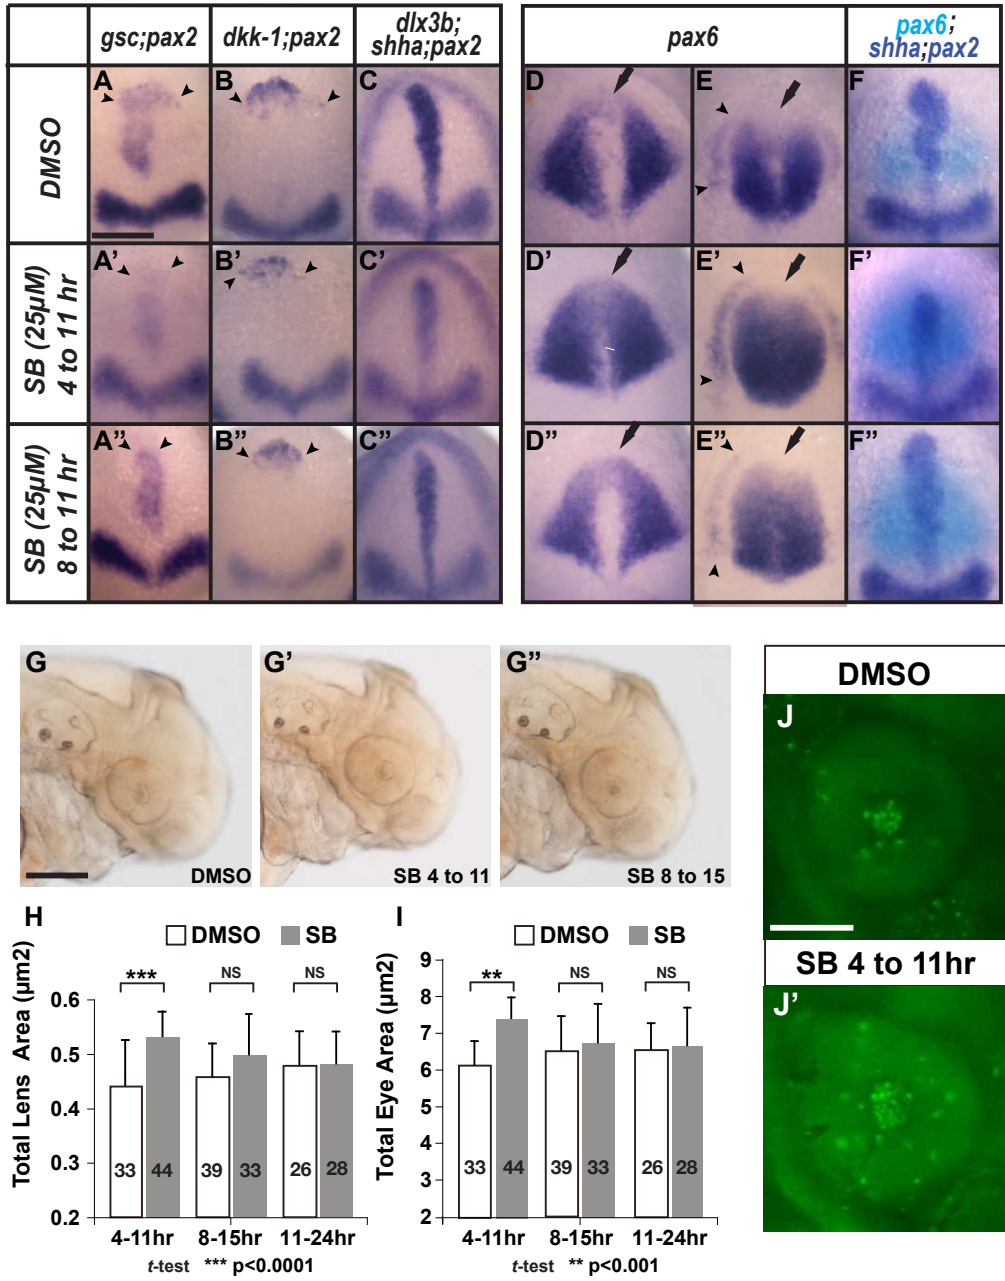 gsc;pax2
dkk-1;pax2
dlx3b;
shha;pax2
pax6
pax6;
shha;pax2
DMSO
A
B
C
D
E
F
SB (25µM)
4 to 11 hr
A'
B'
C'
D'
E'
F'
SB (25µM)
8 to 11 hr
A"
B"
C"
D"
E"
F"
G
DMSO
G'
SB 4 to 11
G"
SB 8 to 15
H
DMSO
SB
Total Lens Area (µm2)
0.6
0.5
0.4
0.3
0.2
***
NS
NS
33
44
39
33
26
28
4-11hr
8-15hr
11-24hr
t-test *** p<0.0001
I
DMSO
SB
Total Eye Area (µm2)
9
8
7
6
5
4
3
2
**
NS
NS
33
44
39
33
26
28
4-11hr
8-15hr
11-24hr
t-test ** p<0.001
DMSO
J
SB 4 to 11hr
J'